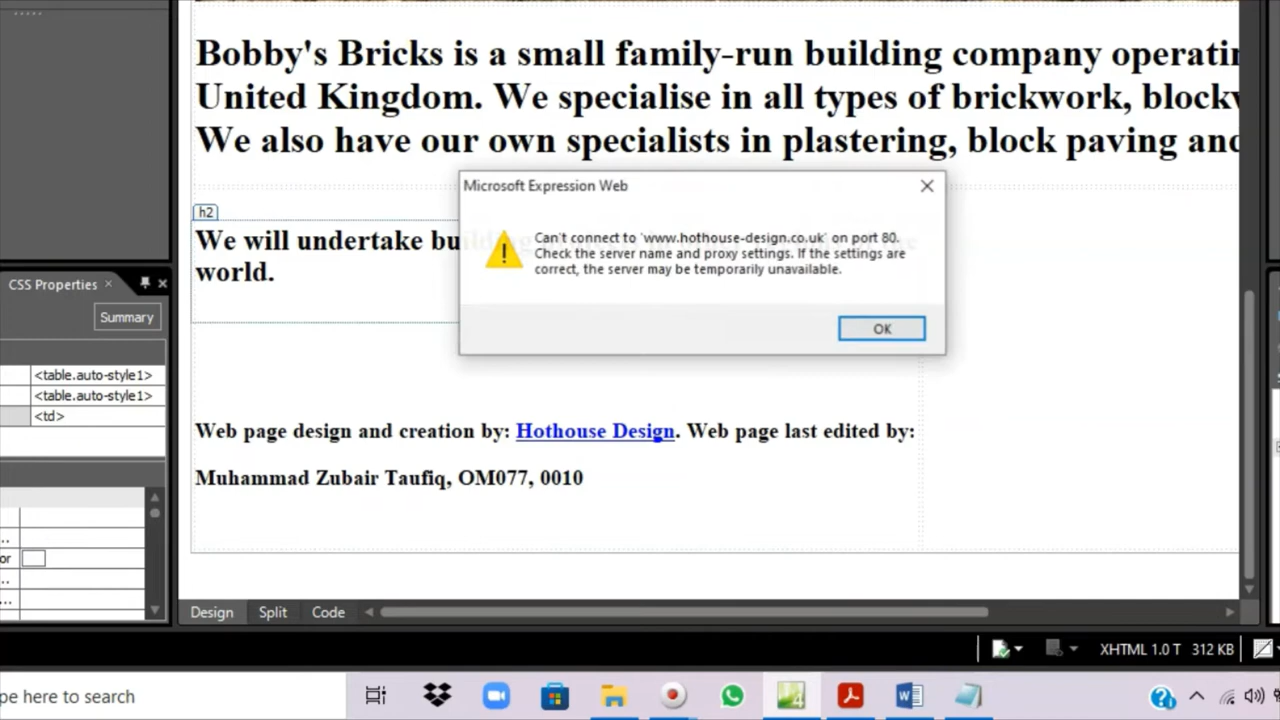 Bobby's Bricks is a small family-run building company
United Kingdom. We specialise in all types of brickwork,
We also have our own specialists in plastering, block paving
Microsoft Expression Web
h2
Can't connect to `www.hothouse-design.co.uk' on port 80.
Check the server name and proxy settings. If the settings are
correct, the server may be temporarily unavailable.
We will undertake
world.
OK
CSS Properties
Summary
<table.auto-style1>
<table.auto-style1>
<td>
Web page design and creation by: Hothouse Design. Web page last edited by:
Muhammad Zubair Taufiq, OM077, 0010
Design Split Code
XHTML 1.0 T 312 KB
here to search